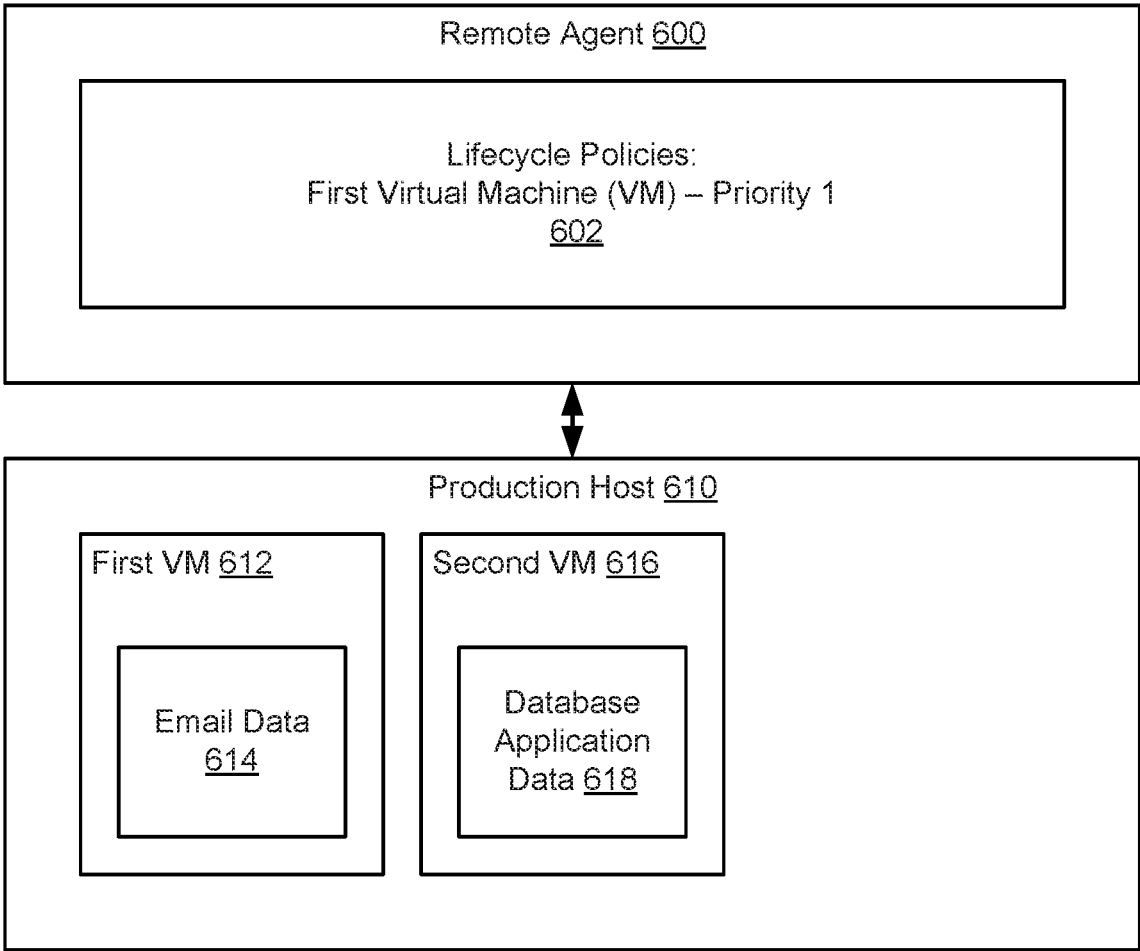 Remote Agent 600
Lifecycle Policies:
First Virtual Machine (VM) – Priority 1
602
Production Host 610
First VM 612
Email Data
614
Second VM 616
Database
Application
Data 618